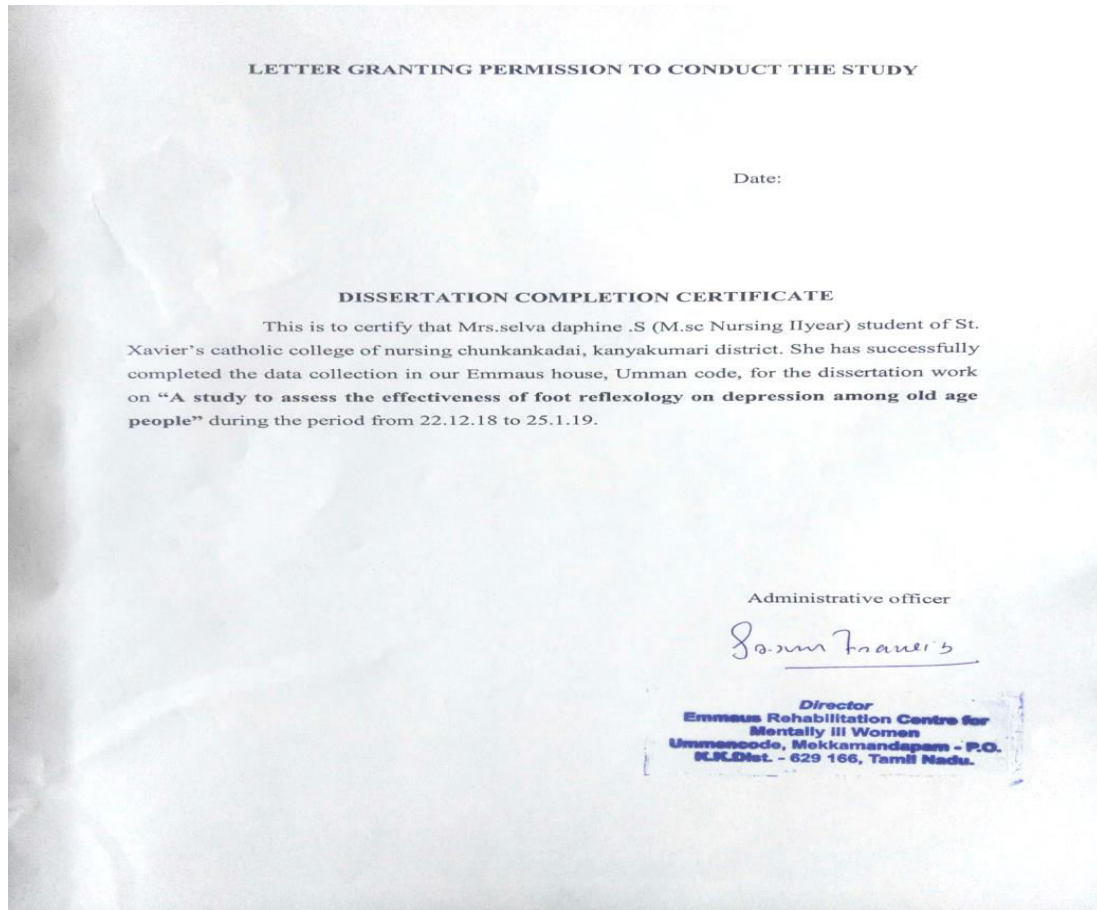 LETTER GRANTING PERMISSION TO CONDUCT THE STUDY
Date:
DISSERTATION COMPLETION CERTIFICATE
This is to certify that Mrs.selva daphine .S (M.sc Nursing IIyear) student of St.
Xavier's catholic college of nursing chunkankadai, kanyakumari district. She has successfully
completed the data collection in our Emmaus house, Umman code, for the dissertation work
on “A study to assess the effectiveness of foot reflexology on depression among old age
people” during the period from 22.12.18 to 25.1.19.
Administrative officer
Francis
Director
Emmaus Rehabilitation Centre for
Mentally Ill Women
Ummencode, Mekkamandapam - P.O.
K.K.Dist. - 629 166, Tamil Nadu.